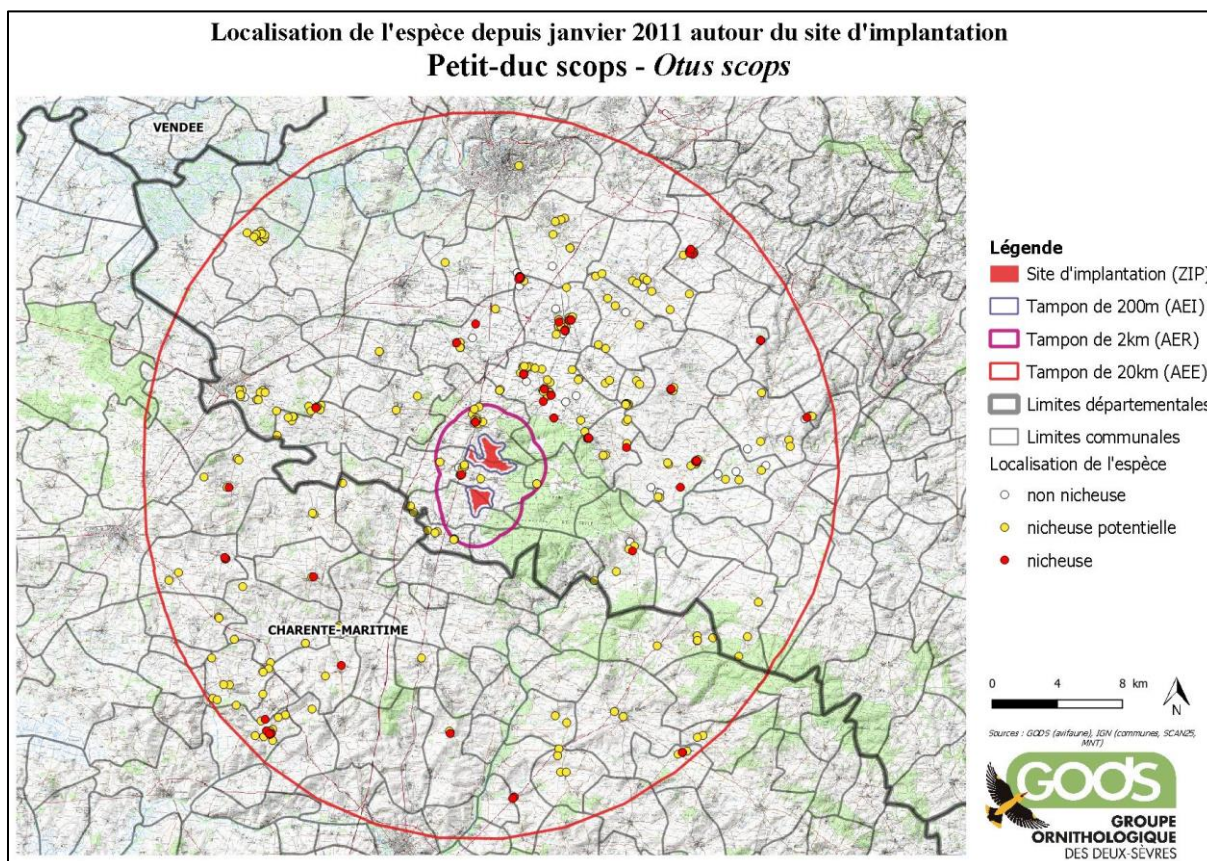 Localisation de l'espèce depuis janvier 2011 autour du site d'implantation
Petit-duc scops - Otus scops
VENDEE
CHARENTE-MARITIME
Légende
Site d'implantation (ZIP)
Tampon de 200m (AEI)
Tampon de 2km (AER)
Tampon de 20km (AEE)
Limites départementales
Limites communales
Localisation de l'espèce
non nicheuse
nicheuse potentielle
nicheuse
0 4 8 km
N
Sources : GODS (avifaune), IGN (communes, SCAN25,
MNT)
GODS
GROUPE
ORNITHOLOGIQUE
DES DEUX-SÈVRES